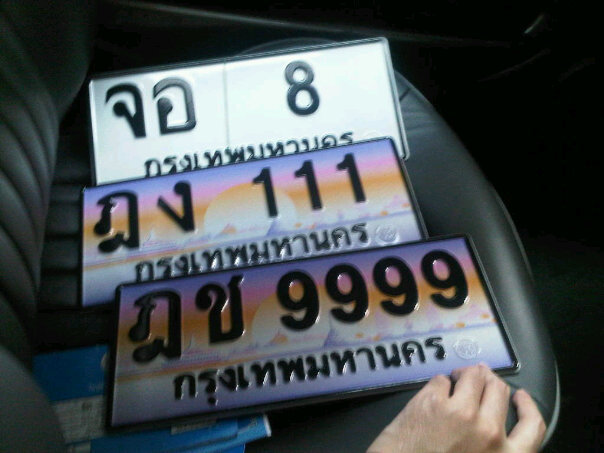 จอ 8
กรุงเทพมหานคร
ฎง 111
กรุงเทพมหานคร
ฎช 9999
กรุงเทพมหานคร